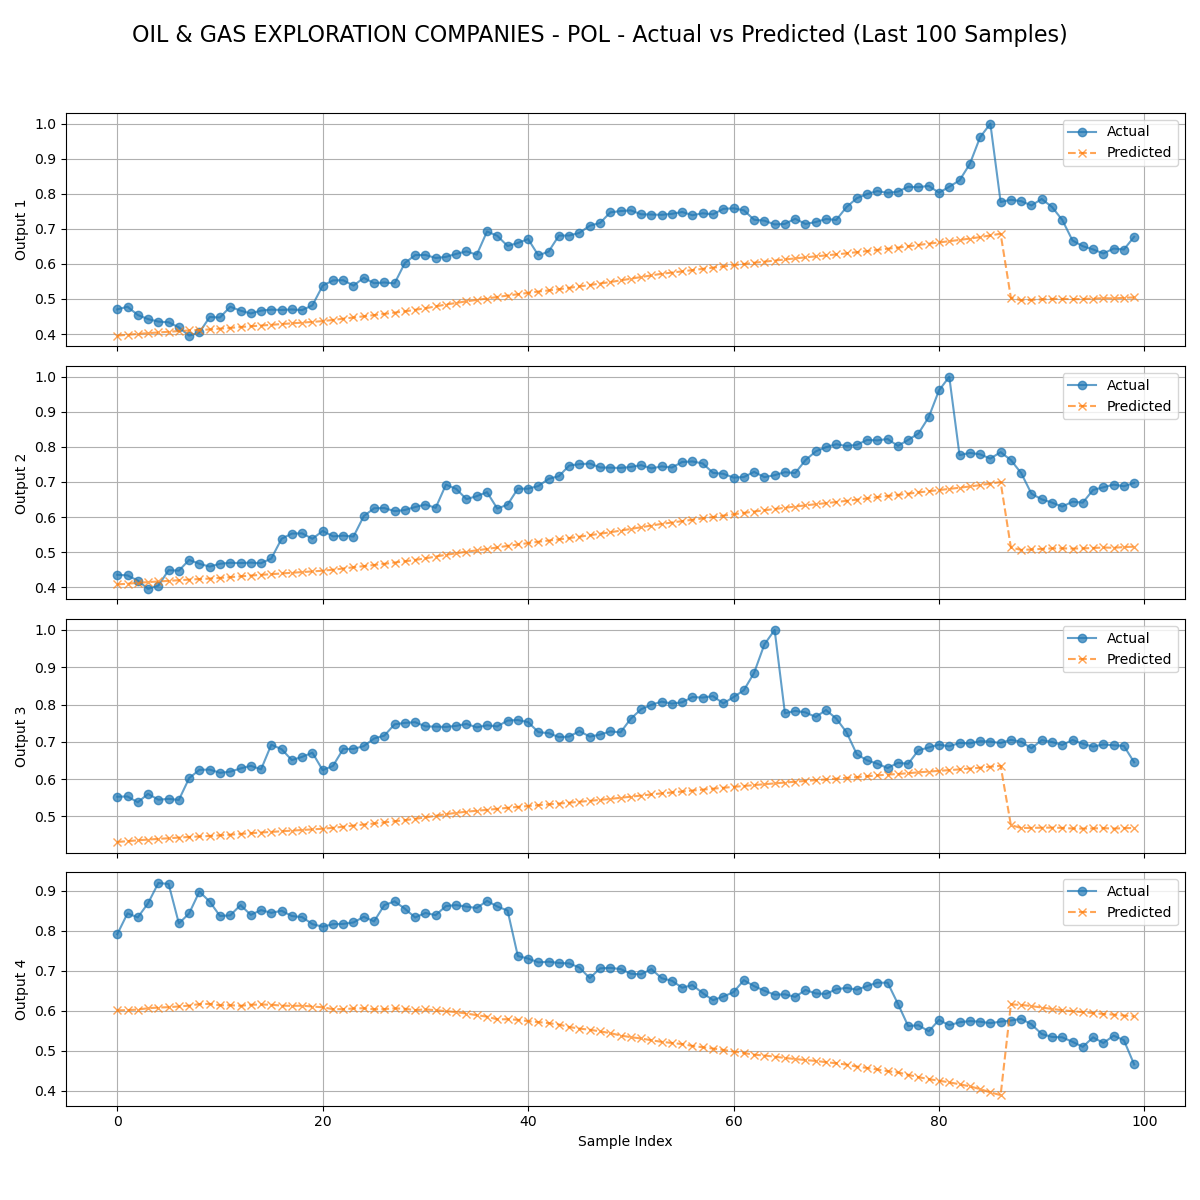 OIL & GAS EXPLORATION COMPANIES - POL - Actual vs Predicted (Last 100 Samples)
1.0
0.9
0.8
0.7
0.6
0.5
0.4
Output 1
Actual
Predicted
1.0
0.9
0.8
0.7
0.6
0.5
0.4
Output 2
Actual
Predicted
1.0
0.9
0.8
0.7
0.6
0.5
Output 3
Actual
Predicted
0.9
0.8
0.7
0.6
0.5
0.4
Output 4
Actual
Predicted
0 20 40 60 80 100
Sample Index